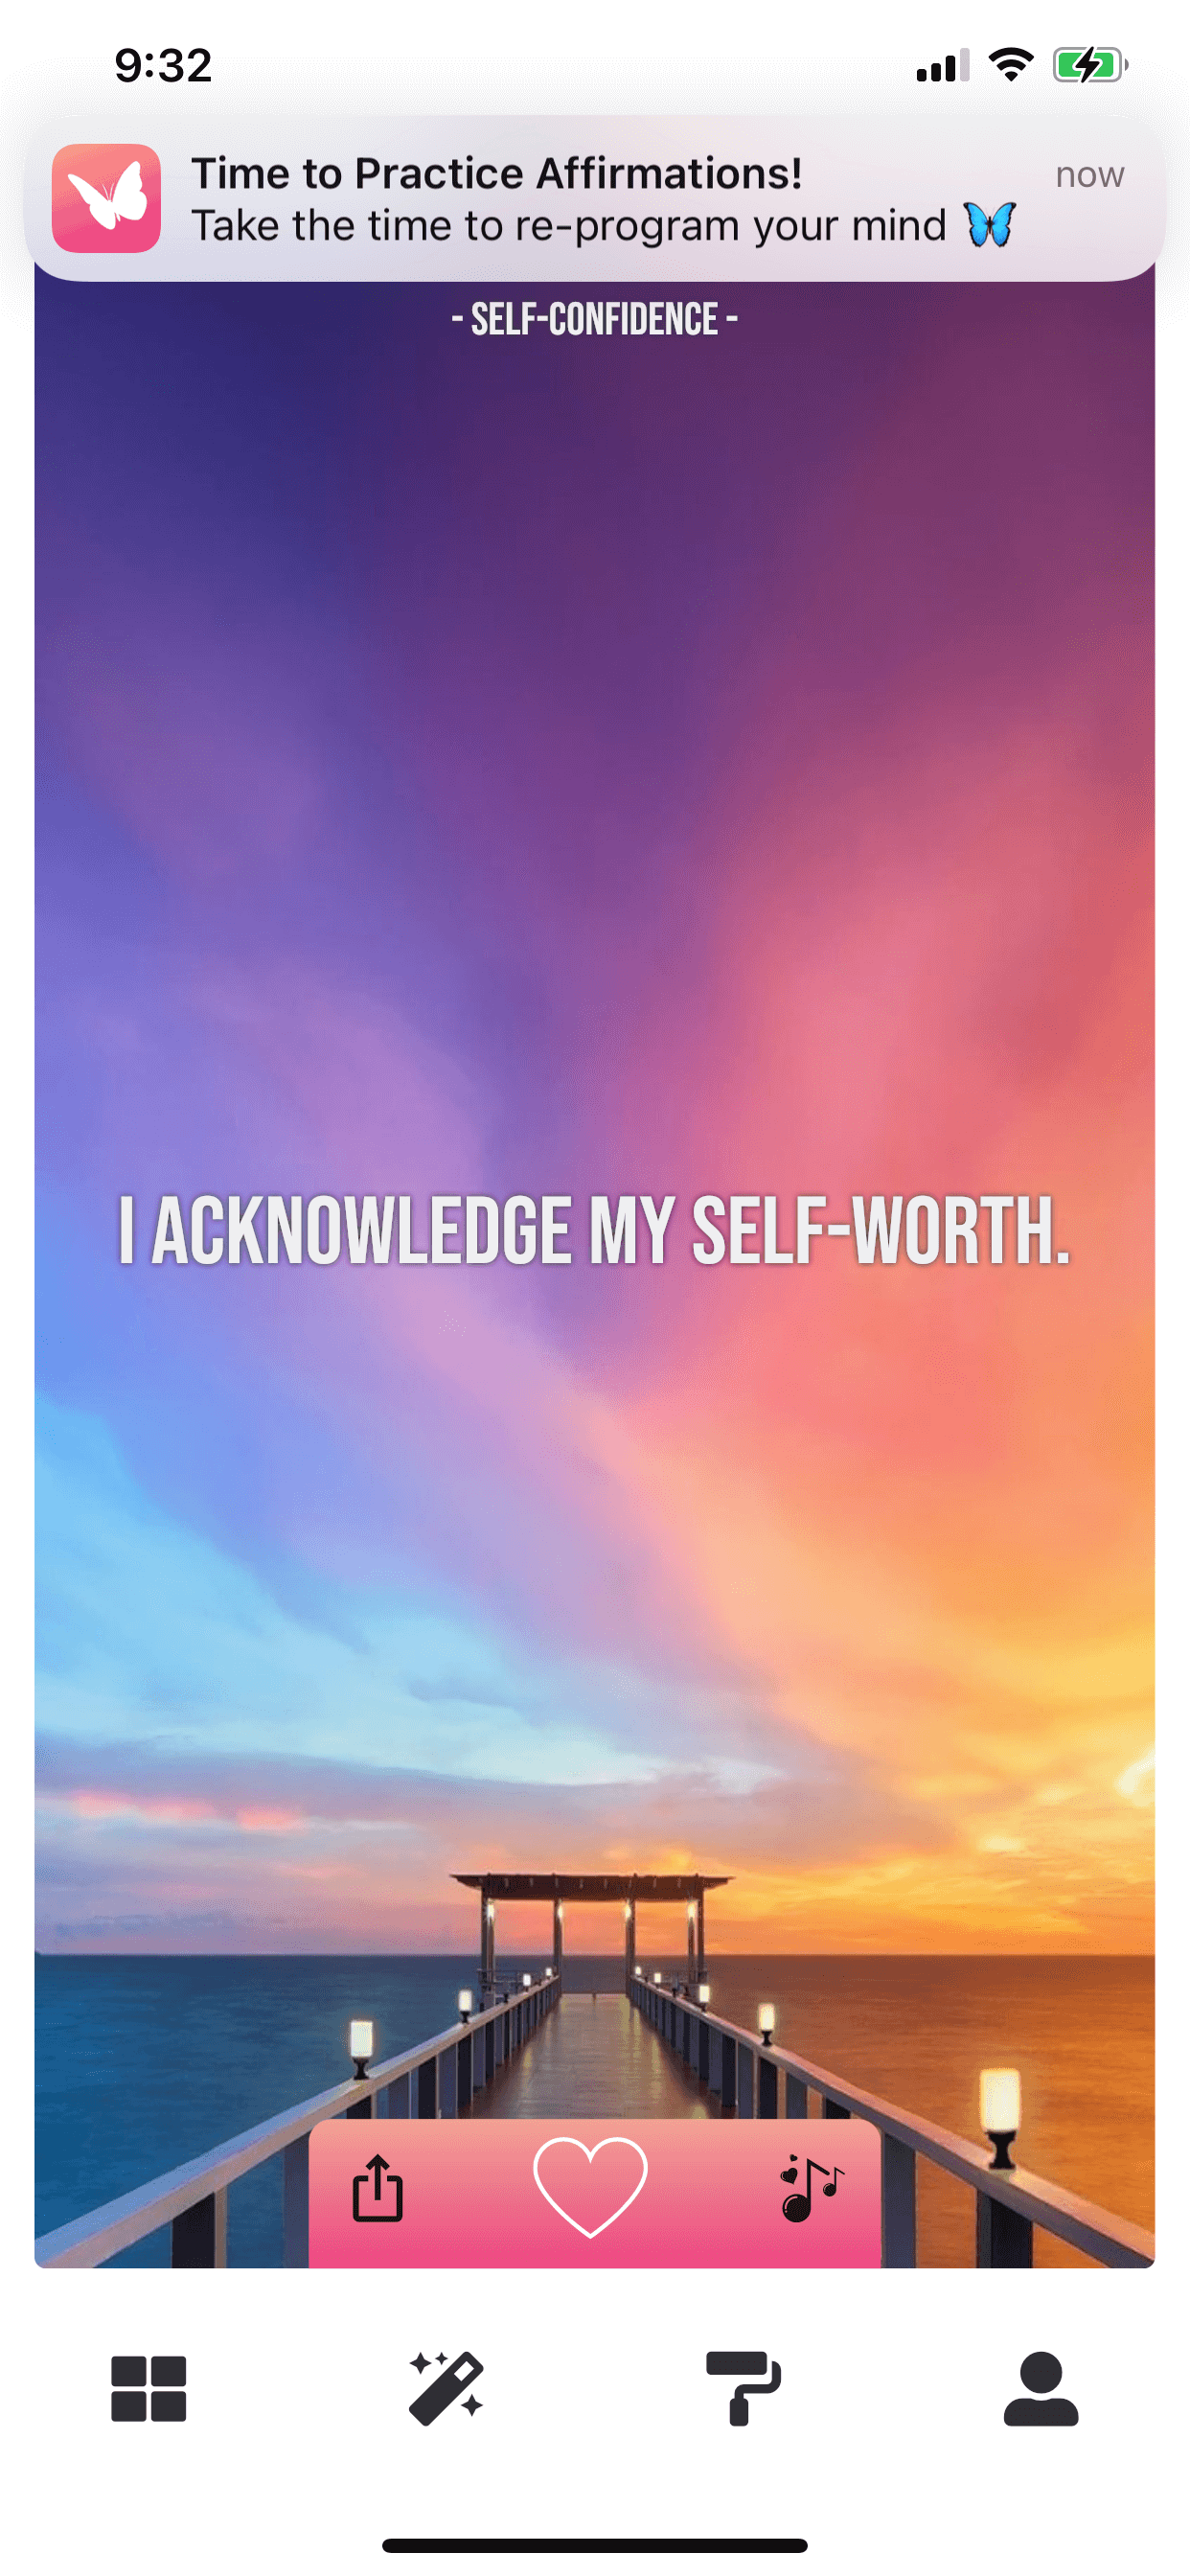 9:32
Time to Practice Affirmations!
now
Take the time to re-program your mind 🦋
- SELF-CONFIDENCE -
I ACKNOWLEDGE MY SELF-WORTH.